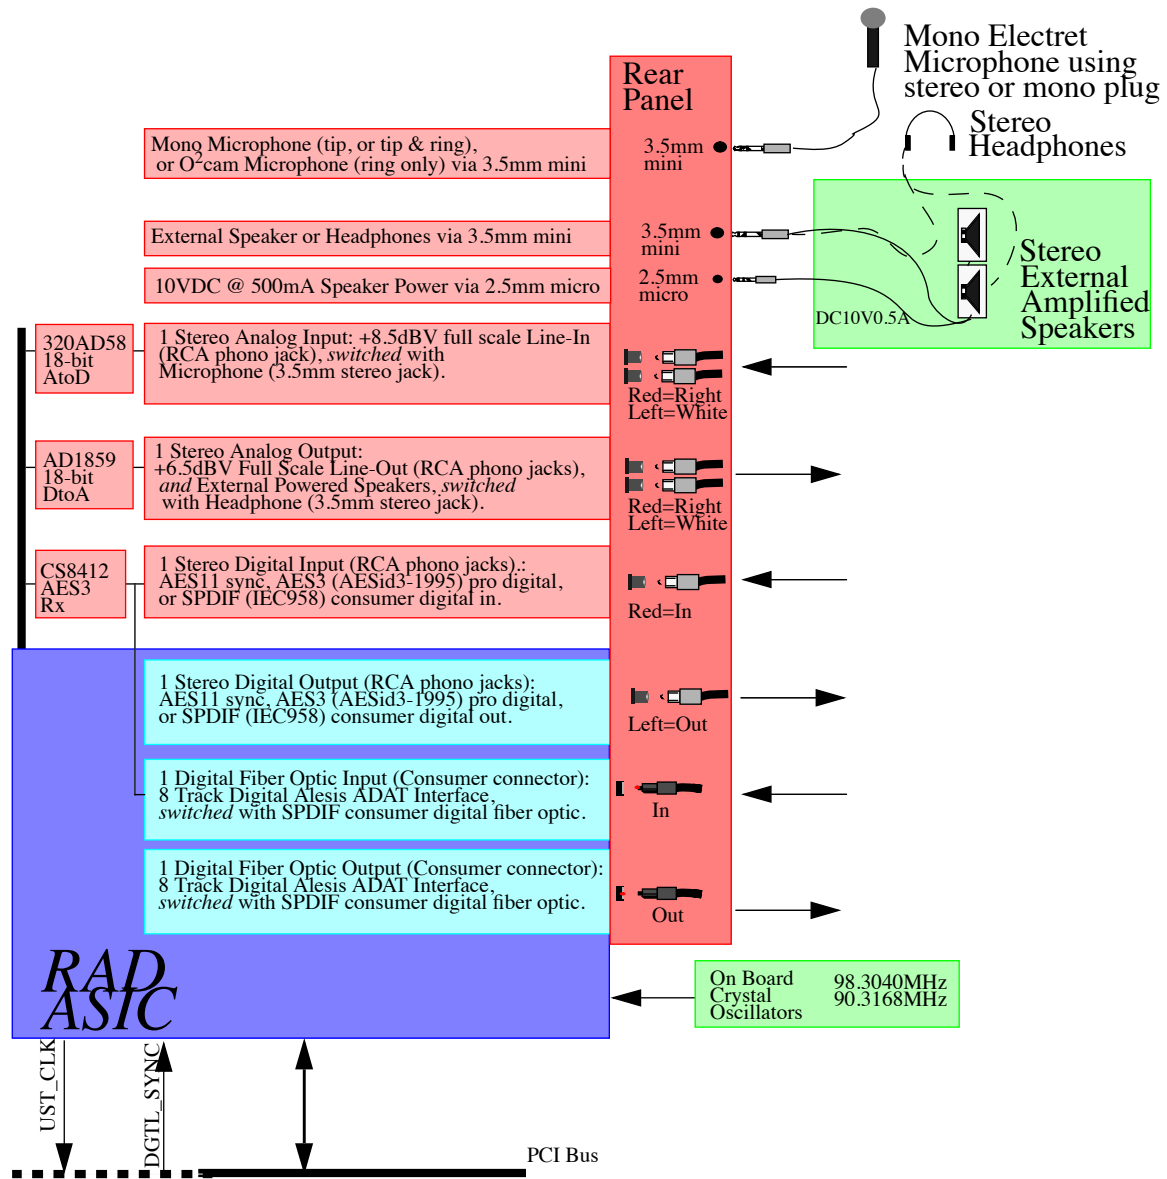 Mono Electret
Microphone using
stereo or mono plug
Stereo
Headphones
Rear
Panel
Mono Microphone (tip, or tip & ring),
or O²cam Microphone (ring only) via 3.5mm mini
3.5mm
mini
External Speaker or Headphones via 3.5mm mini
3.5mm
mini
10VDC @ 500mA Speaker Power via 2.5mm micro
2.5mm
micro
Stereo
External
Amplified
Speakers
DC10V0.5A
320AD58
18-bit
AtoD
1 Stereo Analog Input: +8.5dBV full scale Line-In
(RCA phono jack), switched with
Microphone (3.5mm stereo jack).
Red=Right
Left=White
AD1859
18-bit
DtoA
1 Stereo Analog Output:
+6.5dBV Full Scale Line-Out (RCA phono jacks),
and External Powered Speakers, switched
with Headphone (3.5mm stereo jack).
Red=Right
Left=White
CS8412
AES3
Rx
1 Stereo Digital Input (RCA phono jacks).:
AES11 sync, AES3 (AESid3-1995) pro digital,
or SPDIF (IEC958) consumer digital in.
Red=In
1 Stereo Digital Output (RCA phono jacks):
AES11 sync, AES3 (AESid3-1995) pro digital,
or SPDIF (IEC958) consumer digital out.
Left=Out
1 Digital Fiber Optic Input (Consumer connector):
8 Track Digital Alesis ADAT Interface,
switched with SPDIF consumer digital fiber optic.
In
1 Digital Fiber Optic Output (Consumer connector):
8 Track Digital Alesis ADAT Interface,
switched with SPDIF consumer digital fiber optic.
Out
RAD
ASIC
On Board
Crystal
Oscillators
98.3040MHz
90.3168MHz
UST_CLK
DGTL_SYNC
PCI Bus